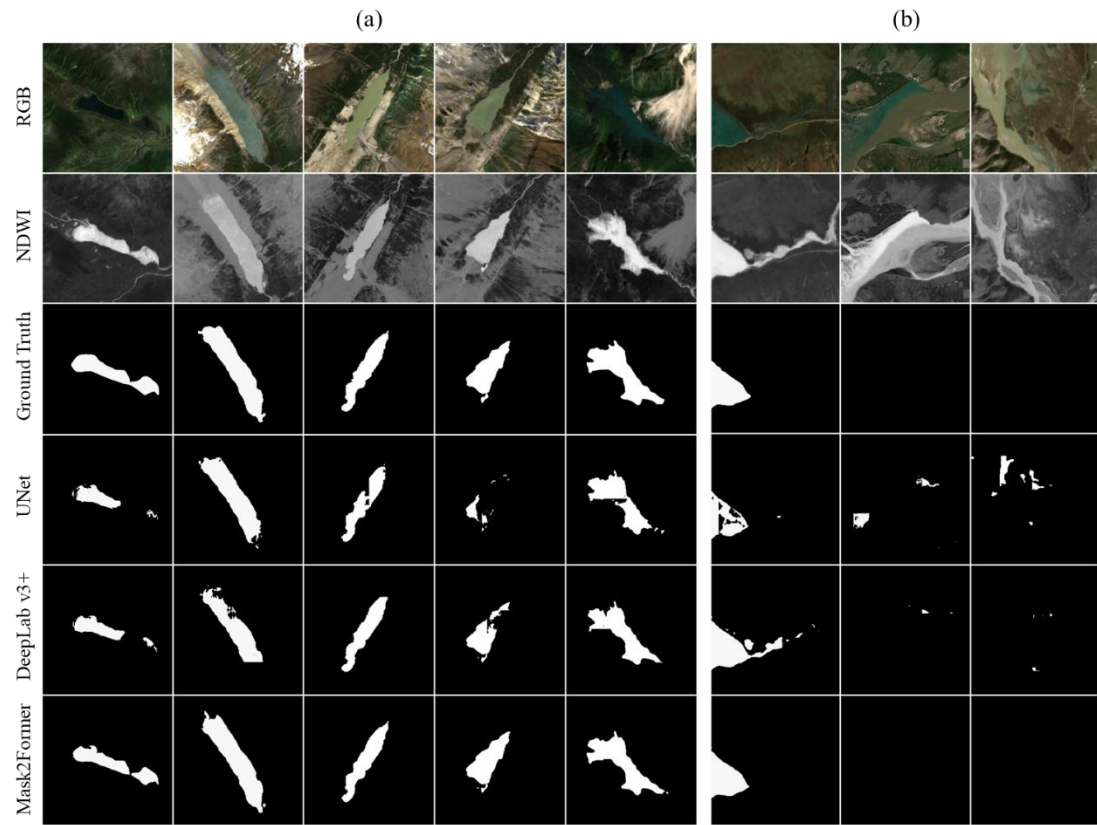 (a)
(b)
RGB
NDWI
Ground Truth
UNet
DeepLab v3+
Mask2Former